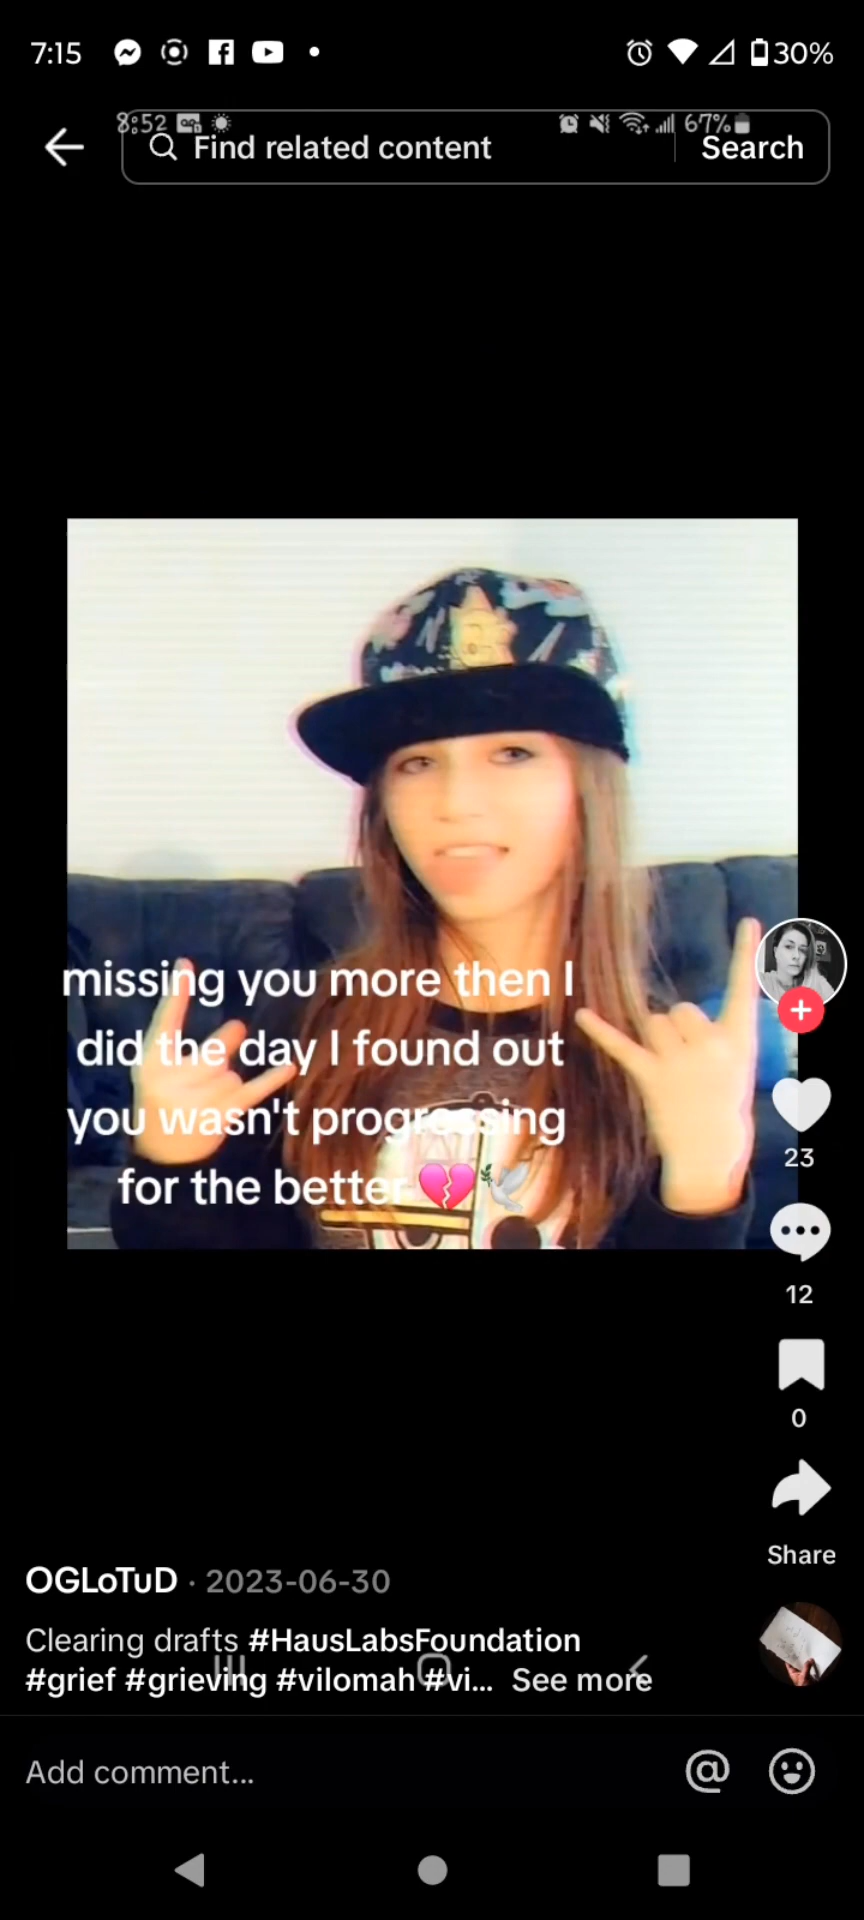 7:15
30%
8:52
67%
Find related content
Search
missing you more then I
did the day I found out
you wasn't progressing
for the better 💔🕊️
23
12
0
Share
OGLoTuD · 2023-06-30
Clearing drafts #HausLabsFoundation
#grief #grieving #vilomah #vi... See more
Add comment...